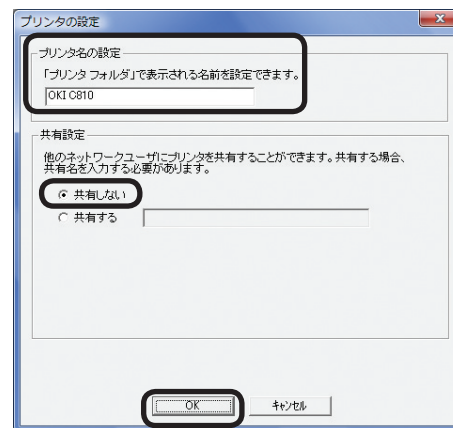 プリンタの設定
プリンタ名の設定
「プリンタ フォルダ」で表示される名前を設定できます。
OKI C810
共有設定
他のネットワークユーザにプリンタを共有することができます。共有する場合、
共有名を入力する必要があります。
共有しない
共有する
OK
キャンセル